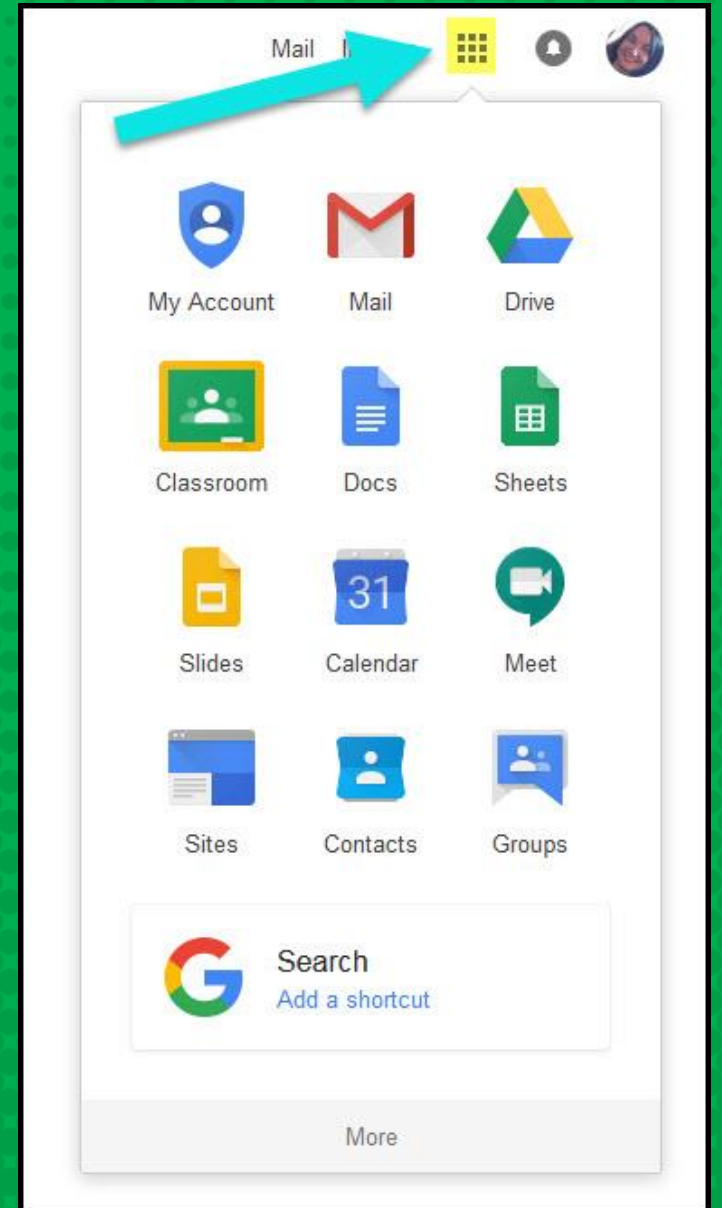 Mail
My Account Mail Drive
Classroom Docs Sheets
31
Slides Calendar Meet
Sites Contacts Groups
Search
Add a shortcut
More